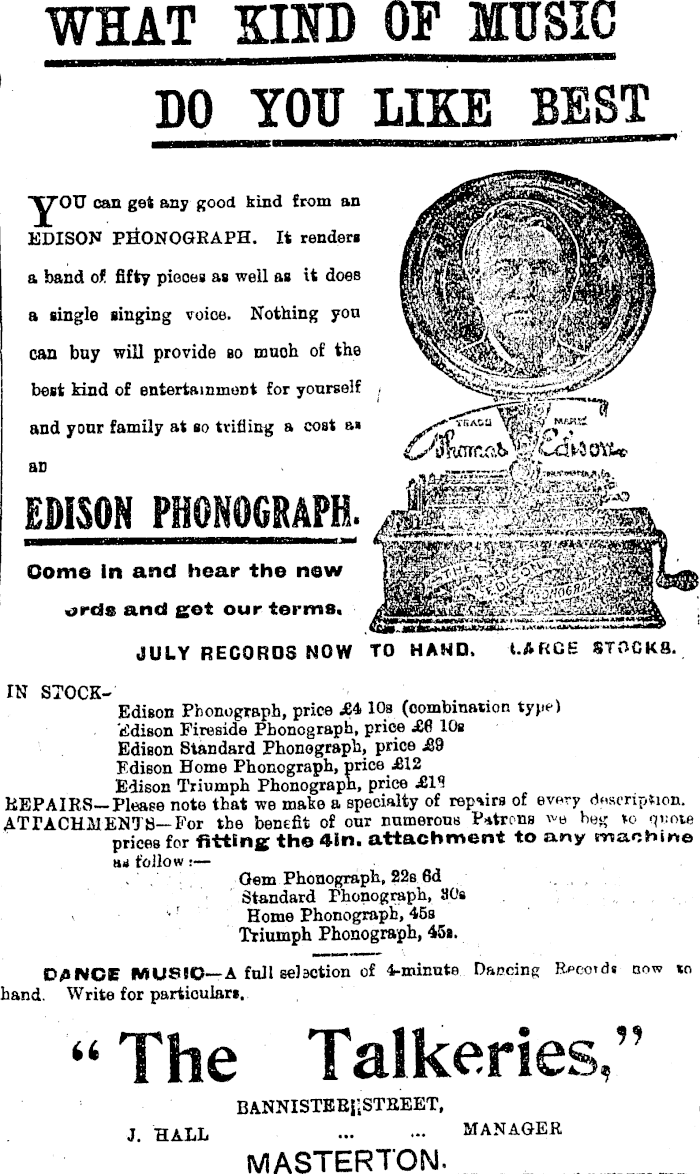 WHAT KIND OF MUSIC
DO YOU LIKE BEST
YOU can get any good kind from an
EDISON PHONOGRAPH. It renders
a band of fifty pieces as well as it does
a single singing voice. Nothing you
can buy will provide so much of the
best kind of entertainment for yourself
and your family at so trifling a cost as
an
EDISON PHONOGRAPH.
Come in and hear the new
ords and get our terms.
TRADE MARK
Thomas Edison
EDISON
PHONOGRAPH
JULY RECORDS NOW TO HAND. LARGE STOCKS.
IN STOCK-
Edison Phonograph, price £4 10s (combination type)
Edison Fireside Phonograph, price £6 10s
Edison Standard Phonograph, price £9
Edison Home Phonograph, price £12
Edison Triumph Phonograph, price
REPAIRS—Please note that we make a specialty of repairs of every description.
ATTACHMENTS—For the benefit of our numerous Patrons we beg to quote
prices for fitting the 4in. attachment to any machine
as follow:—
Gem Phonograph, 22s 6d
Standard Phonograph, 30s
Home Phonograph, 45s
Triumph Phonograph, 45s.
DANCE MUSIC—A full selection of 4-minute Dancing Records now to
hand. Write for particulars.
"The Talkeries,"
BANNISTER STREET,
J. HALL ... ... MANAGER
MASTERTON.